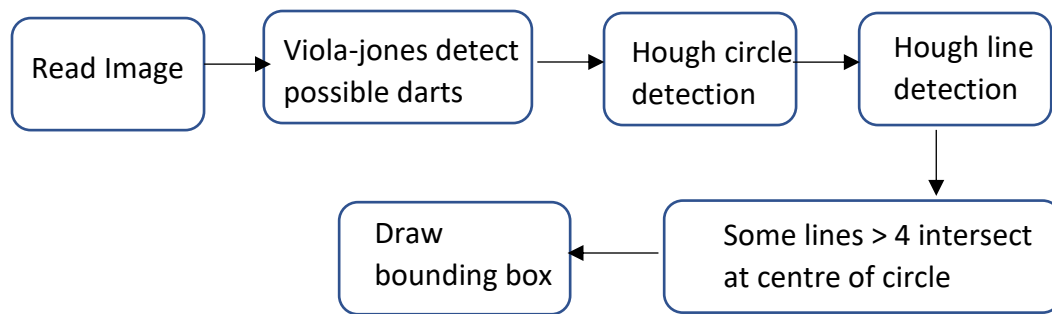 Read Image
Viola-jones detect
possible darts
Hough circle
detection
Hough line
detection
Some lines > 4 intersect
at centre of circle
Draw
bounding box